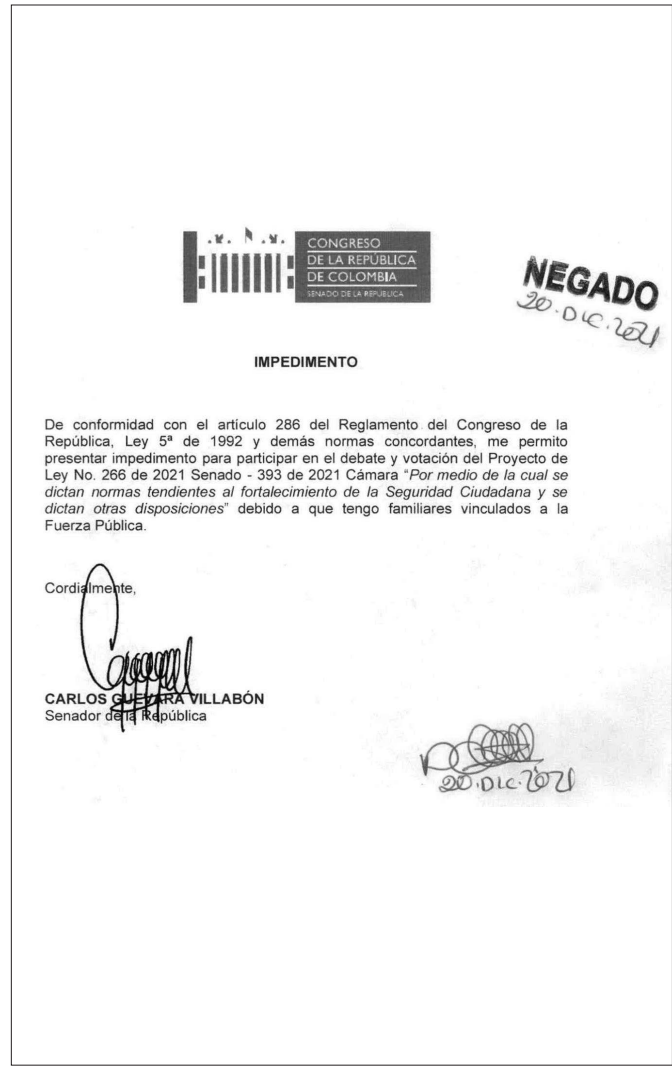 CONGRESO
DE LA REPÚBLICA
DE COLOMBIA
SENADO DE LA REPÚBLICA
NEGADO
20.DIC.2021
IMPEDIMENTO
De conformidad con el artículo 286 del Reglamento del Congreso de la
República, Ley 5ª de 1992 y demás normas concordantes, me permito
presentar impedimento para participar en el debate y votación del Proyecto de
Ley No. 266 de 2021 Senado - 393 de 2021 Cámara “Por medio de la cual se
dictan normas tendientes al fortalecimiento de la Seguridad Ciudadana y se
dictan otras disposiciones” debido a que tengo familiares vinculados a la
Fuerza Pública.
Cordialmente,
CARLOS GUEVARA VILLABÓN
Senador de la República
20.DIC.2021